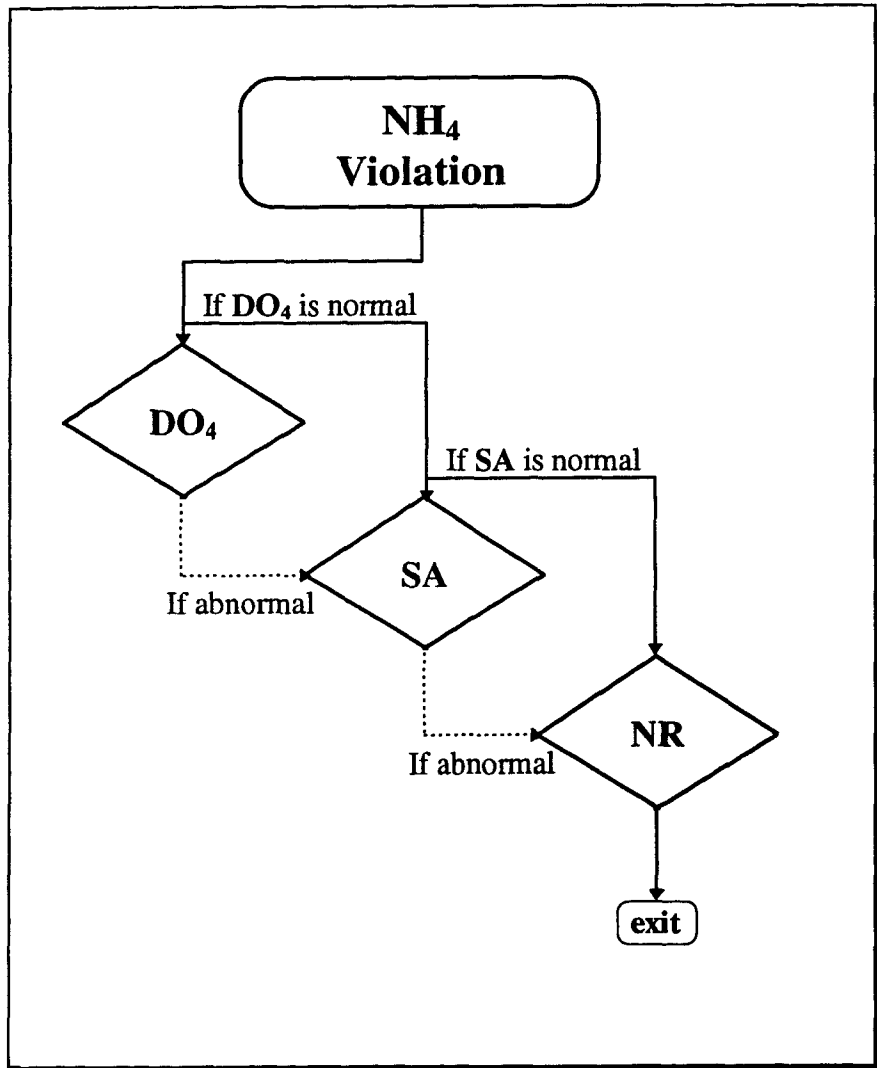 NH₄
Violation
If DO₄ is normal
DO₄
If SA is normal
SA
If abnormal
NR
If abnormal
exit